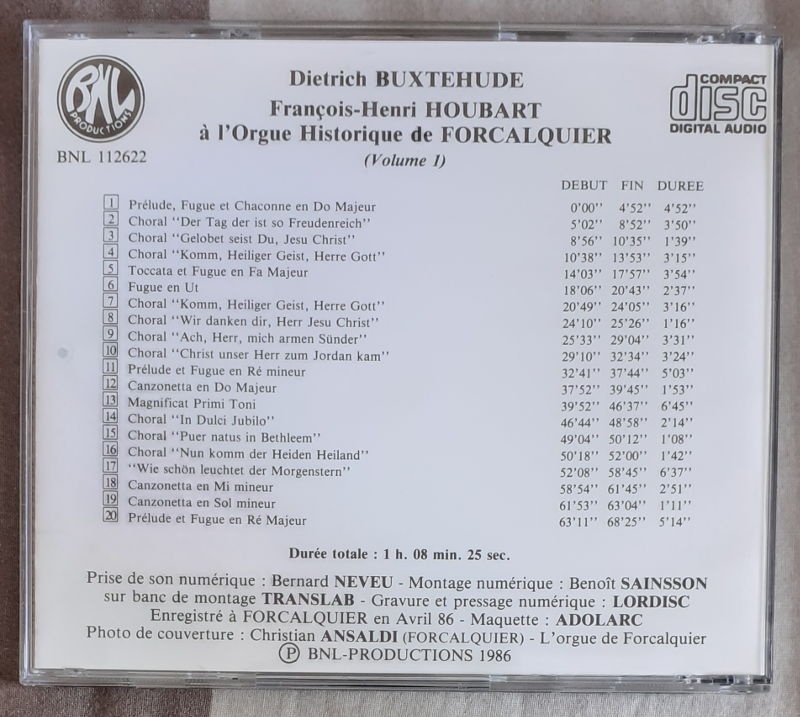 BNL
PRODUCTIONS
BNL 112622
Dietrich BUXTEHUDE
François-Henri HOUBART
à l'Orgue Historique de FORCALQUIER
(Volume 1)
COMPACT
disc
DIGITAL AUDIO
DEBUT FIN DUREE
1 Prélude, Fugue et Chaconne en Do Majeur 0'00'' 4'52'' 4'52''
2 Choral "Der Tag der ist so Freudenreich" 5'02'' 8'52'' 3'50''
3 Choral "Gelobet seist Du, Jesu Christ" 8'56'' 10'35'' 1'39''
4 Choral "Komm, Heiliger Geist, Herre Gott" 10'38'' 13'53'' 3'15''
5 Toccata et Fugue en Fa Majeur 14'03'' 17'57'' 3'54''
6 Fugue en Ut 18'06'' 20'43'' 2'37''
7 Choral "Komm, Heiliger Geist, Herre Gott" 20'49'' 24'05'' 3'16''
8 Choral "Wir danken dir, Herr Jesu Christ" 24'10'' 25'26'' 1'16''
9 Choral "Ach, Herr, mich armen Sünder" 25'33'' 29'04'' 3'31''
10 Choral "Christ unser Herr zum Jordan kam" 29'10'' 32'34'' 3'24''
11 Prélude et Fugue en Ré mineur 32'41'' 37'44'' 5'03''
12 Canzonetta en Do Majeur 37'52'' 39'45'' 1'53''
13 Magnificat Primi Toni 39'52'' 46'37'' 6'45''
14 Choral "In Dulci Jubilo" 46'44'' 48'58'' 2'14''
15 Choral "Puer natus in Bethleem" 49'04'' 50'12'' 1'08''
16 Choral "Nun komm der Heiden Heiland" 50'18'' 52'00'' 1'42''
17 "Wie schön leuchtet der Morgenstern" 52'08'' 58'45'' 6'37''
18 Canzonetta en Mi mineur 58'54'' 61'45'' 2'51''
19 Canzonetta en Sol mineur 61'53'' 63'04'' 1'11''
20 Prélude et Fugue en Ré Majeur 63'11'' 68'25'' 5'14''
Durée totale : 1 h. 08 min. 25 sec.
Prise de son numérique : Bernard NEVEU - Montage numérique : Benoît SAINSSON
sur banc de montage TRANSLAB - Gravure et pressage numérique : LORDISC
Enregistré à FORCALQUIER en Avril 86 - Maquette : ADOLARC
Photo de couverture : Christian ANSALDI (FORCALQUIER) - L'orgue de Forcalquier
Ⓟ BNL-PRODUCTIONS 1986